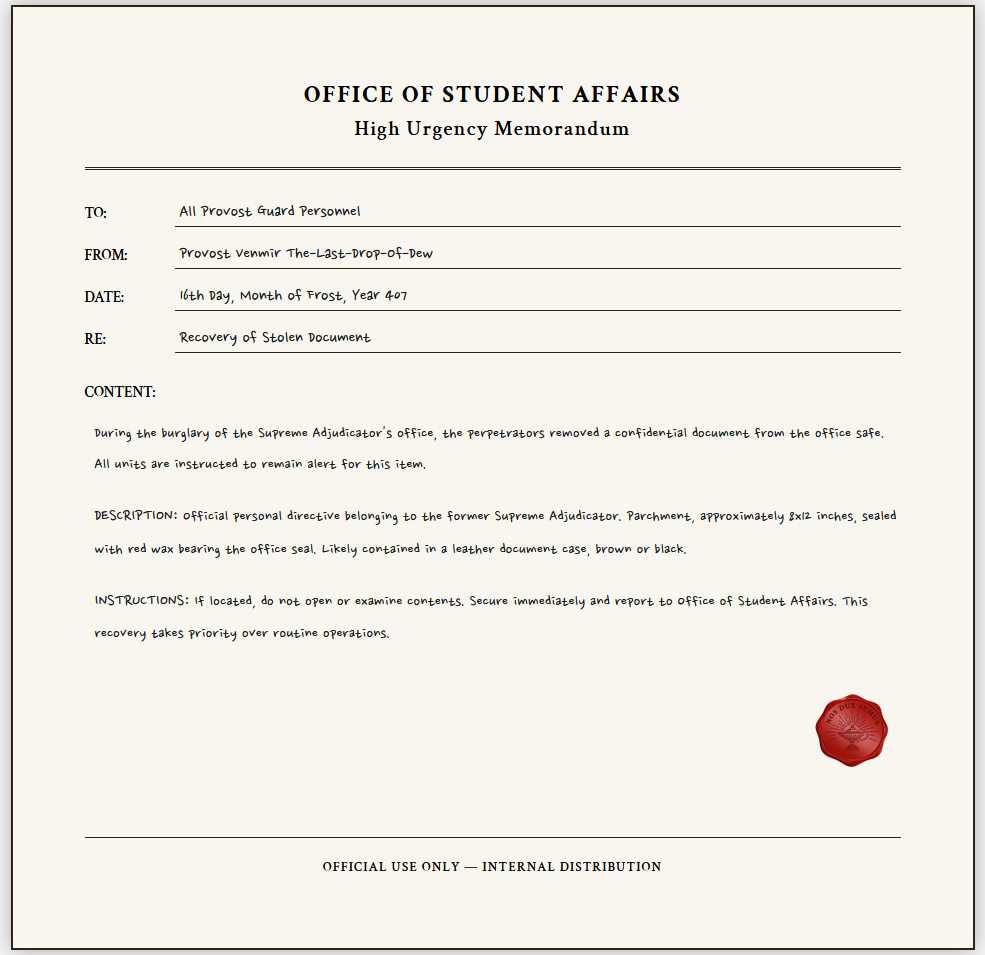 OFFICE OF STUDENT AFFAIRS
High Urgency Memorandum
TO: All Provost Guard Personnel
FROM: Provost Venmir The-Last-Drop-Of-Dew
DATE: 16th Day, Month of Frost, Year 407
RE: Recovery of Stolen Document
CONTENT:
During the burglary of the Supreme Adjudicator's office, the perpetrators removed a confidential document from the office safe.
All units are instructed to remain alert for this item.
DESCRIPTION: Official personal directive belonging to the former Supreme Adjudicator. Parchment, approximately 8x12 inches, sealed
with red wax bearing the office seal. Likely contained in a leather document case, brown or black.
INSTRUCTIONS: If located, do not open or examine contents. Secure immediately and report to Office of Student Affairs. This
recovery takes priority over routine operations.
NOS DUX SUMUS
OFFICIAL USE ONLY — INTERNAL DISTRIBUTION